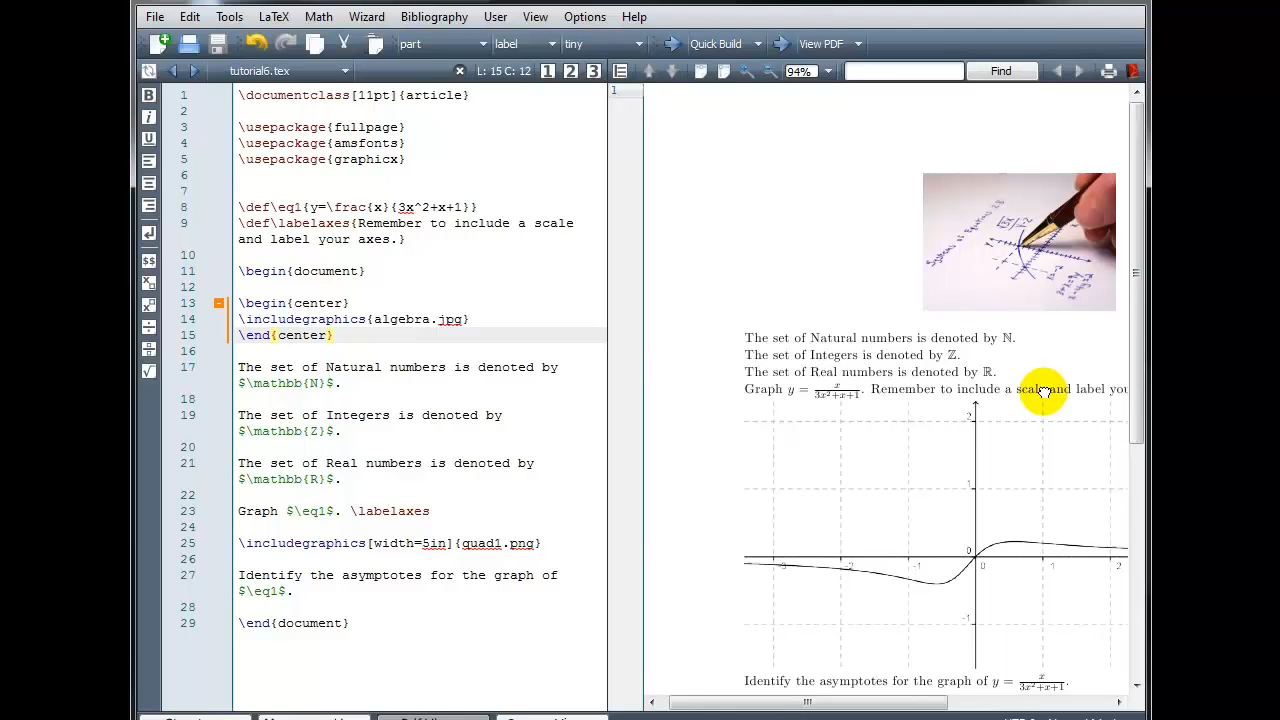 File Edit Tools LaTeX Math Wizard Bibliography User View Options Help
part label tiny Quick Build View PDF
tutorial6.tex L: 15 C: 12 1 2 3 94% Find
1 \documentclass[11pt]{article}
2
3 \usepackage{fullpage}
4 \usepackage{amsfonts}
5 \usepackage{graphicx}
6
7
8 \def\eq1{y=\frac{x}{3x^2+x+1}}
9 \def\labelaxes{Remember to include a scale
and label your axes.}
10
11 \begin{document}
12
13 \begin{center}
14 \includegraphics{algebra.jpg}
15 \end{center}
16
17 The set of Natural numbers is denoted by
$\mathbb{N}$.
18
19 The set of Integers is denoted by
$\mathbb{Z}$.
20
21 The set of Real numbers is denoted by
$\mathbb{R}$.
22
23 Graph $\eq1$. \labelaxes
24
25 \includegraphics[width=5in]{quad1.png}
26
27 Identify the asymptotes for the graph of
$\eq1$.
28
29 \end{document}
1
The set of Natural numbers is denoted by ℕ.
The set of Integers is denoted by ℤ.
The set of Real numbers is denoted by ℝ.
Graph y = x/(3x²+x+1). Remember to include a scale and label you
2
1
0
-3 -2 -1 0 1 2
-1
Identify the asymptotes for the graph of y = x/(3x²+x+1).